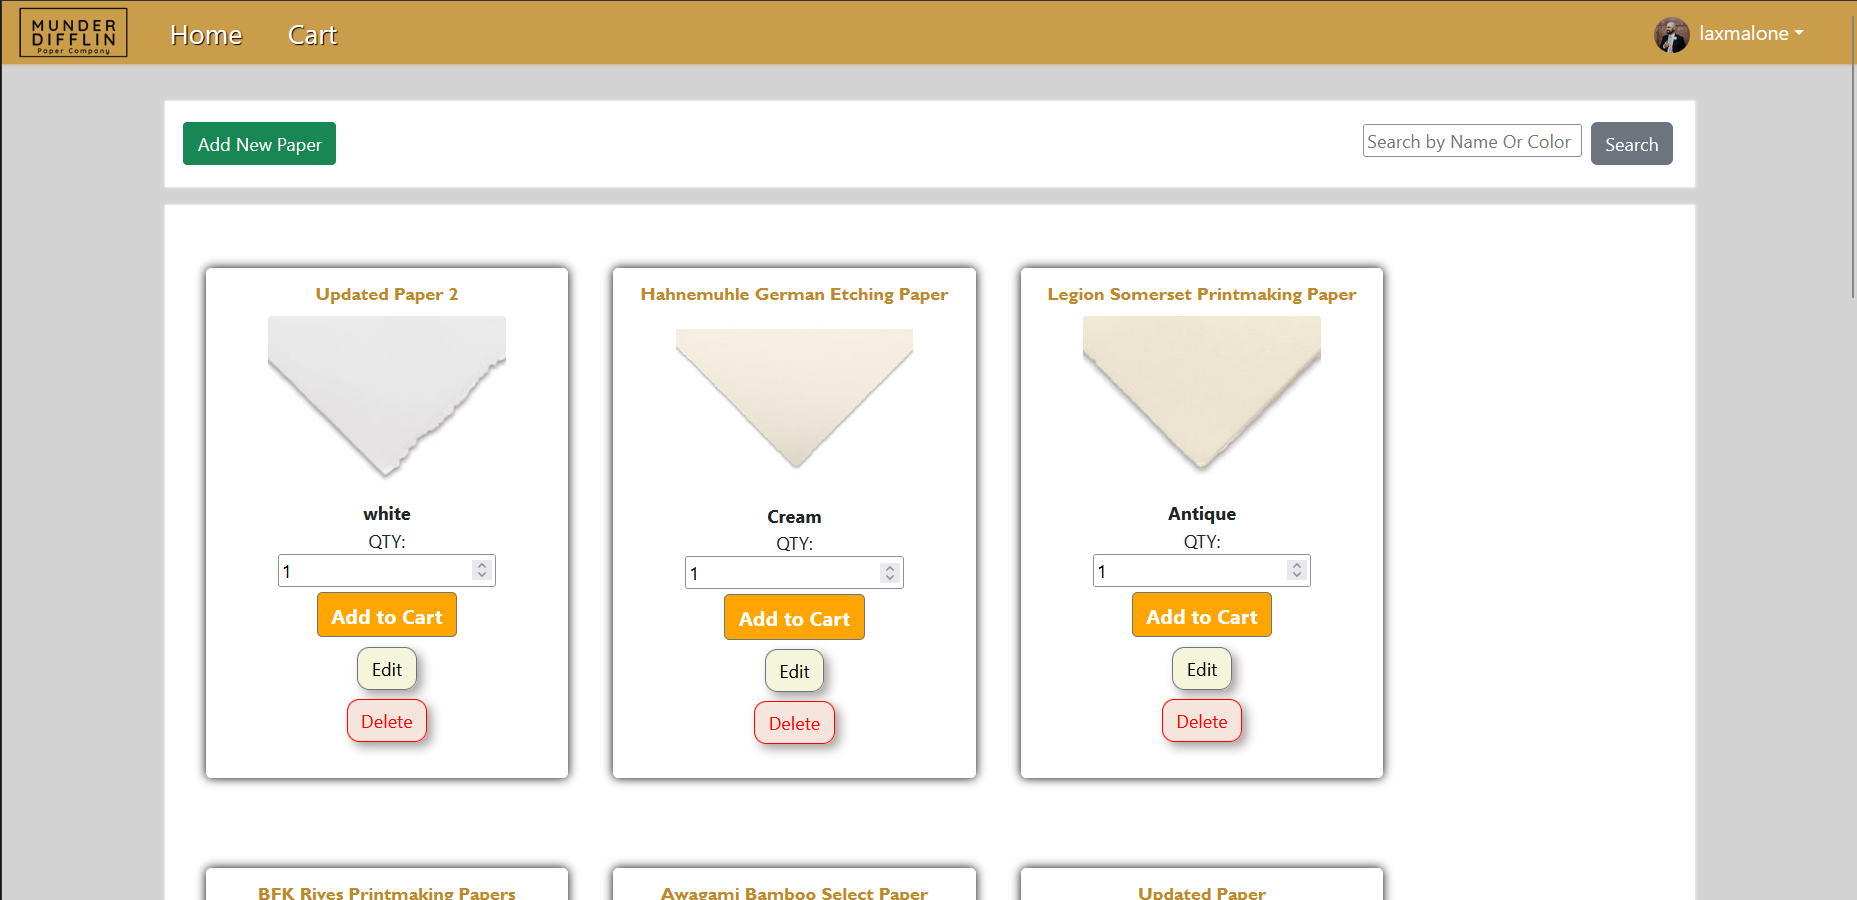 MUNDER
DIFFLIN
Paper Company
Home
Cart
laxmalone
Add New Paper
Search by Name Or Color
Search
Updated Paper 2
white
QTY:
1
Add to Cart
Edit
Delete
Hahnemuhle German Etching Paper
Cream
QTY:
1
Add to Cart
Edit
Delete
Legion Somerset Printmaking Paper
Antique
QTY:
1
Add to Cart
Edit
Delete
BFK Rives Printmaking Papers
Awagami Bamboo Select Paper
Updated Paper